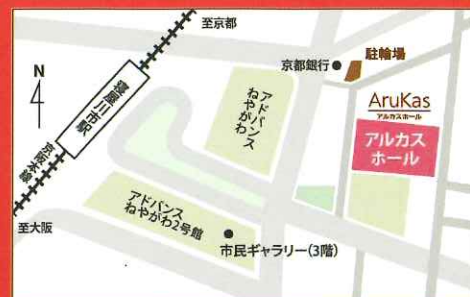 至京都
京都銀行
駐輪場
N
寝屋川市駅
京阪本線
至大阪
アドバンス
ねやがわ
AruKas
アルカスホール
アルカス
ホール
アドバンス
ねやがわ2号館
市民ギャラリー(3階)